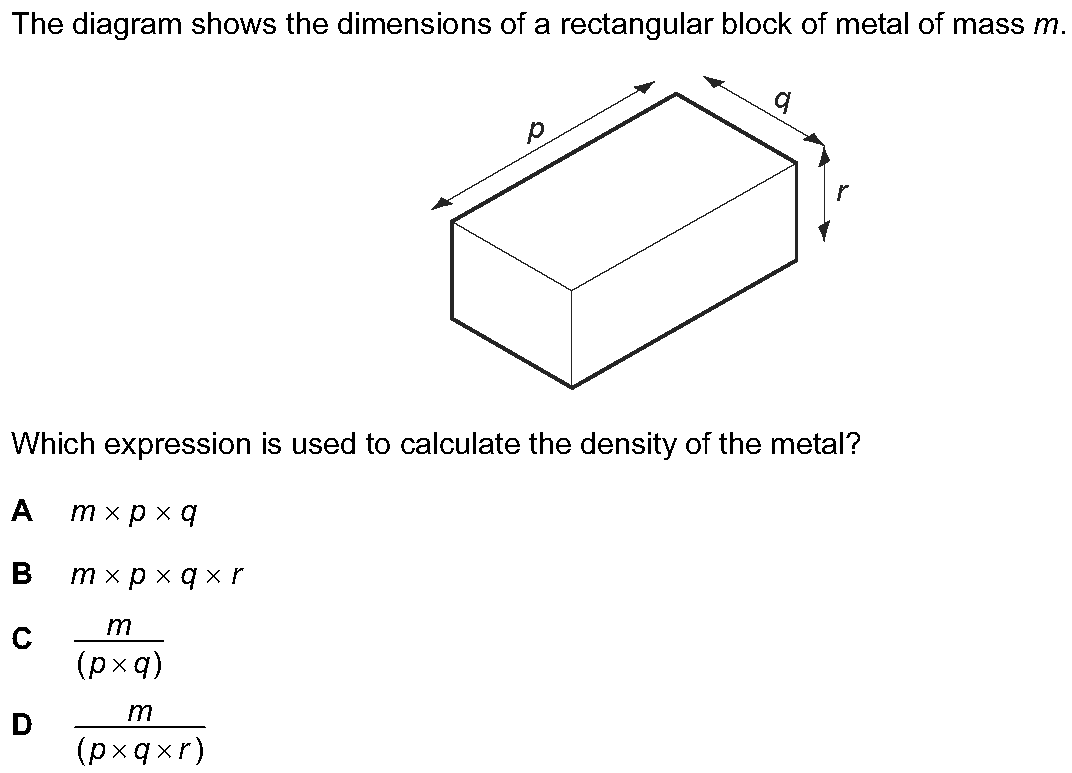 The diagram shows the dimensions of a rectangular block of metal of mass m.
q
p
r
Which expression is used to calculate the density of the metal?
A m × p × q
B m × p × q × r
C m
(p × q)
D m
(p × q × r)